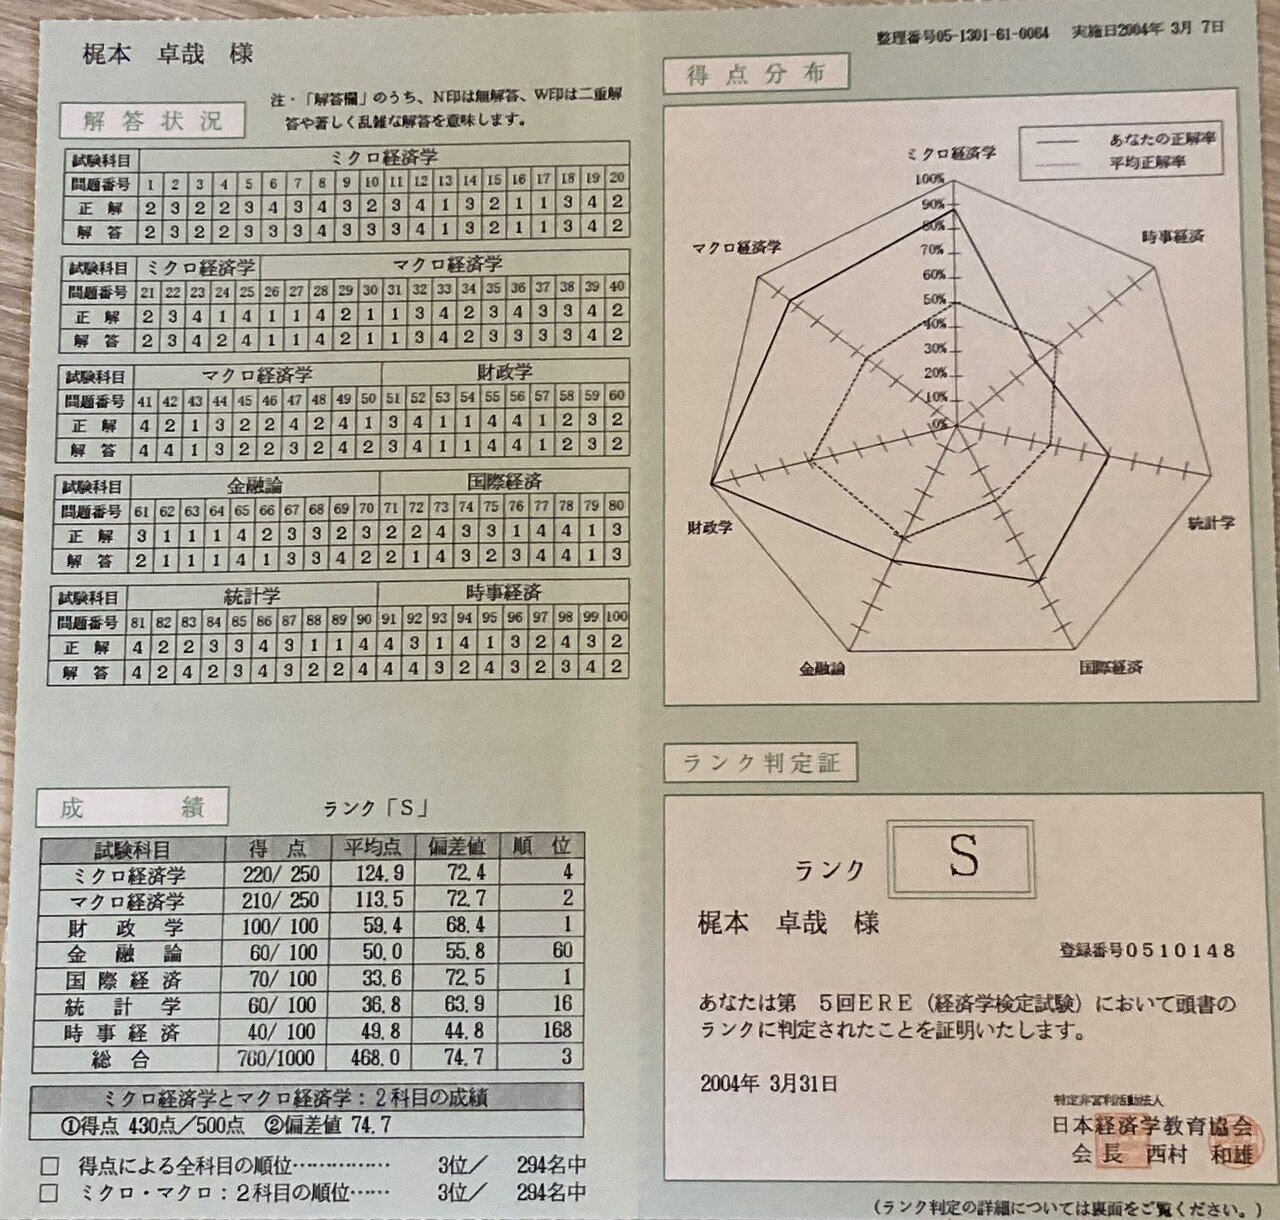 梶本 卓哉 様
整理番号05-1301-61-0064 実施日2004年 3月 7日
解答状況
注・「解答欄」のうち、N印は無解答、W印は二重解
答や著しく乱雑な解答を意味します。
試験科目 ミクロ経済学
問題番号 1 2 3 4 5 6 7 8 9 10 11 12 13 14 15 16 17 18 19 20
正 解 2 3 2 2 3 4 3 4 3 2 3 4 1 3 2 1 1 3 4 2
解 答 2 3 2 2 3 3 3 4 3 3 3 4 1 3 2 1 1 3 4 2
試験科目 ミクロ経済学 マクロ経済学
問題番号 21 22 23 24 25 26 27 28 29 30 31 32 33 34 35 36 37 38 39 40
正 解 2 3 4 1 4 1 1 4 2 1 1 3 4 2 3 4 3 3 4 2
解 答 2 3 4 2 4 1 1 4 2 1 1 3 4 2 3 3 3 3 4 2
試験科目 マクロ経済学 財政学
問題番号 41 42 43 44 45 46 47 48 49 50 51 52 53 54 55 56 57 58 59 60
正 解 4 2 1 3 2 2 4 2 4 1 3 4 1 1 4 4 1 2 3 2
解 答 4 4 1 3 2 2 3 2 4 2 3 4 1 1 4 4 1 2 3 2
試験科目 金融論 国際経済
問題番号 61 62 63 64 65 66 67 68 69 70 71 72 73 74 75 76 77 78 79 80
正 解 3 1 1 1 4 2 3 3 2 3 2 2 4 3 3 1 4 4 1 3
解 答 2 1 1 1 4 1 3 3 4 2 2 1 4 3 2 3 4 4 1 3
試験科目 統計学 時事経済
問題番号 81 82 83 84 85 86 87 88 89 90 91 92 93 94 95 96 97 98 99 100
正 解 4 2 2 3 3 4 3 1 1 4 4 3 1 4 1 3 2 4 3 2
解 答 4 2 4 2 3 4 3 2 2 4 4 4 3 2 4 3 2 3 4 2
得点分布
あなたの正解率
平均正解率
ミクロ経済学
100%
90%
80%
70%
60%
50%
40%
30%
20%
10%
0%
時事経済
マクロ経済学
財政学
統計学
金融論
国際経済
成 績
ランク「S」
試験科目 得 点 平均点 偏差値 順 位
ミクロ経済学 220/ 250 124.9 72.4 4
マクロ経済学 210/ 250 113.5 72.7 2
財 政 学 100/ 100 59.4 68.4 1
金 融 論 60/ 100 50.0 55.8 60
国 際 経 済 70/ 100 33.6 72.5 1
統 計 学 60/ 100 36.8 63.9 16
時 事 経 済 40/ 100 49.8 44.8 168
総 合 760/1000 468.0 74.7 3
ミクロ経済学とマクロ経済学：2科目の成績
①得点 430点／500点 ②偏差値 74.7
□ 得点による全科目の順位…………… 3位／ 294名中
□ ミクロ・マクロ：2科目の順位…… 3位／ 294名中
ランク判定証
ランク S
梶本 卓哉 様
登録番号0510148
あなたは第 5回ERE（経済学検定試験）において頭書の
ランクに判定されたことを証明いたします。
2004年 3月31日
特定非営利活動法人
日本経済学教育協会
会 長 西村 和雄
（ランク判定の詳細については裏面をご覧ください。）